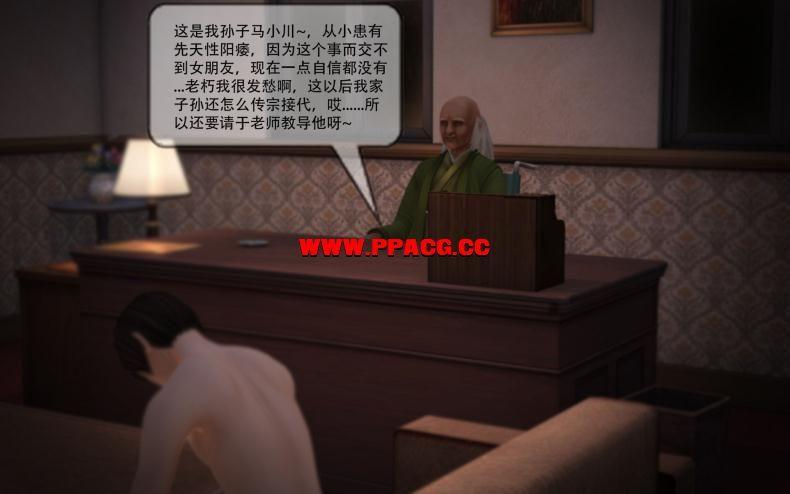 这是我孙子马小川~，从小患有
先天性阳痿，因为这个事而交不
到女朋友，现在一点自信都没有
...老朽我很发愁啊，这以后我家
子孙还怎么传宗接代，哎......所
以还要请于老师教导他呀~
WWW.PPACG.CC